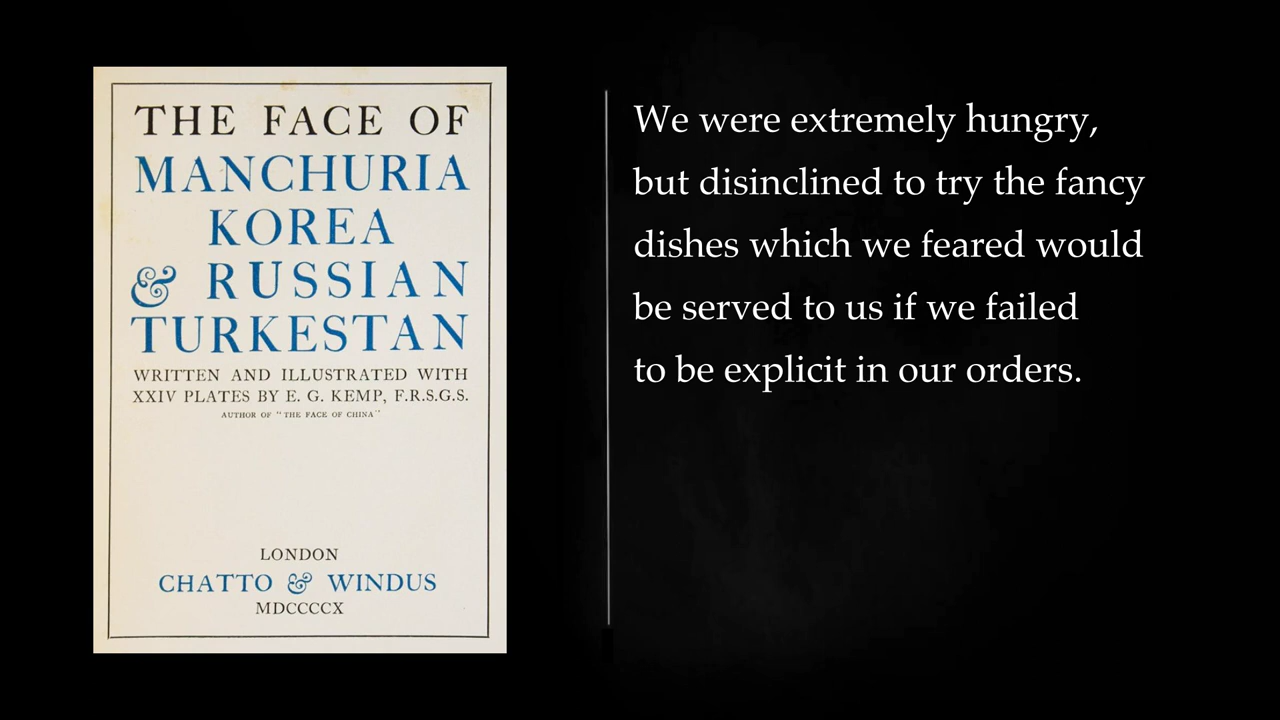 THE FACE OF
MANCHURIA
KOREA
& RUSSIAN
TURKESTAN
WRITTEN AND ILLUSTRATED WITH
XXIV PLATES BY E. G. KEMP, F.R.S.G.S.
AUTHOR OF "THE FACE OF CHINA"
LONDON
CHATTO & WINDUS
MDCCCCX
We were extremely hungry,
but disinclined to try the fancy
dishes which we feared would
be served to us if we failed
to be explicit in our orders.